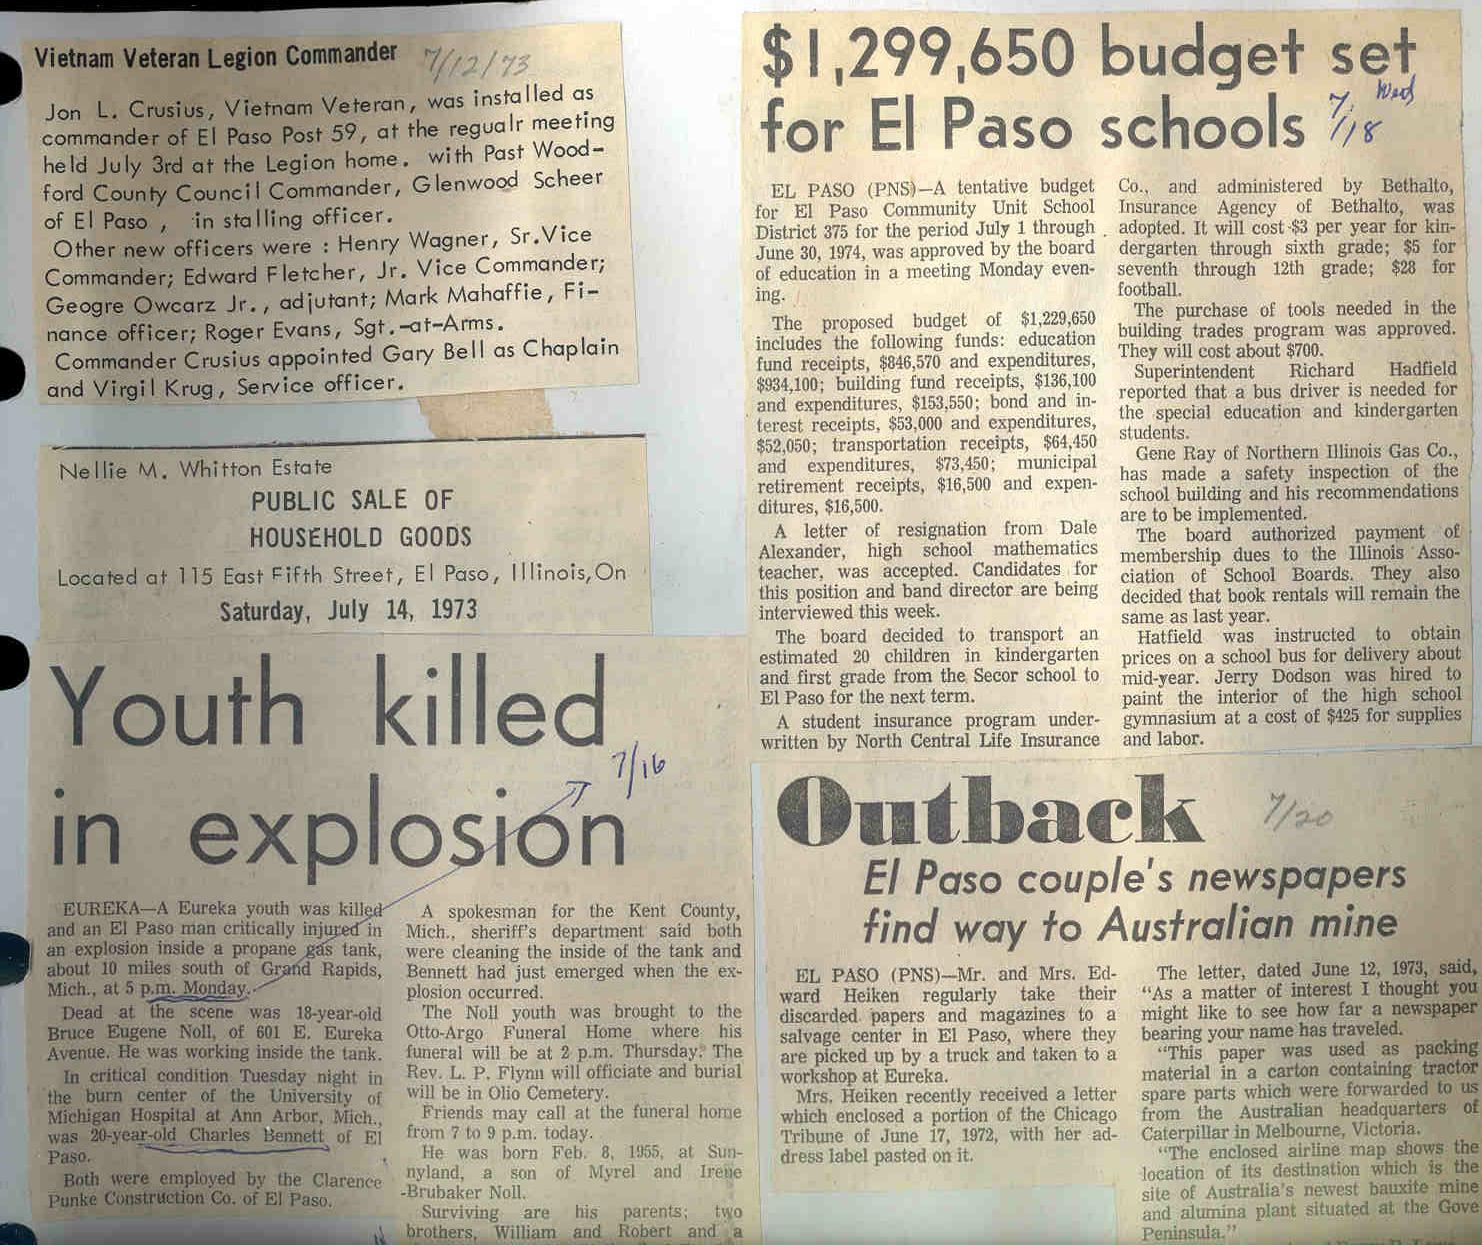 Vietnam Veteran Legion Commander 7/12/73
Jon L. Crusius, Vietnam Veteran, was installed as
commander of El Paso Post 59, at the regualr meeting
held July 3rd at the Legion home. with Past Wood-
ford County Council Commander, Glenwood Scheer
of El Paso , in stalling officer.
Other new officers were : Henry Wagner, Sr.Vice
Commander; Edward Fletcher, Jr. Vice Commander;
Geogre Owcarz Jr., adjutant; Mark Mahaffie, Fi-
nance officer; Roger Evans, Sgt.-at-Arms.
Commander Crusius appointed Gary Bell as Chaplain
and Virgil Krug, Service officer.
Nellie M. Whitton Estate
PUBLIC SALE OF
HOUSEHOLD GOODS
Located at 115 East Fifth Street, El Paso, Illinois,On
Saturday, July 14, 1973
Youth killed
7/16
in explosion
EUREKA—A Eureka youth was killed
and an El Paso man critically injured in
an explosion inside a propane gas tank,
about 10 miles south of Grand Rapids,
Mich., at 5 p.m. Monday.
Dead at the scene was 18-year-old
Bruce Eugene Noll, of 601 E. Eureka
Avenue. He was working inside the tank.
In critical condition Tuesday night in
the burn center of the University of
Michigan Hospital at Ann Arbor, Mich.,
was 20-year-old Charles Bennett of El
Paso.
Both were employed by the Clarence
Punke Construction Co. of El Paso.
A spokesman for the Kent County,
Mich., sheriff's department said both
were cleaning the inside of the tank and
Bennett had just emerged when the ex-
plosion occurred.
The Noll youth was brought to the
Otto-Argo Funeral Home where his
funeral will be at 2 p.m. Thursday. The
Rev. L. P. Flynn will officiate and burial
will be in Olio Cemetery.
Friends may call at the funeral home
from 7 to 9 p.m. today.
He was born Feb. 8, 1955, at Sun-
nyland, a son of Myrel and Irene
Brubaker Noll.
Surviving are his parents; two
brothers, William and Robert and a
$1,299,650 budget set
for El Paso schools
Wed
7/18
EL PASO (PNS)—A tentative budget
for El Paso Community Unit School
District 375 for the period July 1 through
June 30, 1974, was approved by the board
of education in a meeting Monday even-
ing.
The proposed budget of $1,229,650
includes the following funds: education
fund receipts, $846,570 and expenditures,
$934,100; building fund receipts, $136,100
and expenditures, $153,550; bond and in-
terest receipts, $53,000 and expenditures,
$52,050; transportation receipts, $64,450
and expenditures, $73,450; municipal
retirement receipts, $16,500 and expen-
ditures, $16,500.
A letter of resignation from Dale
Alexander, high school mathematics
teacher, was accepted. Candidates for
this position and band director are being
interviewed this week.
The board decided to transport an
estimated 20 children in kindergarten
and first grade from the Secor school to
El Paso for the next term.
A student insurance program under-
written by North Central Life Insurance
Co., and administered by Bethalto,
Insurance Agency of Bethalto, was
adopted. It will cost $3 per year for kin-
dergarten through sixth grade; $5 for
seventh through 12th grade; $28 for
football.
The purchase of tools needed in the
building trades program was approved.
They will cost about $700.
Superintendent Richard Hadfield
reported that a bus driver is needed for
the special education and kindergarten
students.
Gene Ray of Northern Illinois Gas Co.,
has made a safety inspection of the
school building and his recommendations
are to be implemented.
The board authorized payment of
membership dues to the Illinois Asso-
ciation of School Boards. They also
decided that book rentals will remain the
same as last year.
Hatfield was instructed to obtain
prices on a school bus for delivery about
mid-year. Jerry Dodson was hired to
paint the interior of the high school
gymnasium at a cost of $425 for supplies
and labor.
Outback 7/20
El Paso couple's newspapers
find way to Australian mine
EL PASO (PNS)—Mr. and Mrs. Ed-
ward Heiken regularly take their
discarded papers and magazines to a
salvage center in El Paso, where they
are picked up by a truck and taken to a
workshop at Eureka.
Mrs. Heiken recently received a letter
which enclosed a portion of the Chicago
Tribune of June 17, 1972, with her ad-
dress label pasted on it.
The letter, dated June 12, 1973, said,
"As a matter of interest I thought you
might like to see how far a newspaper
bearing your name has traveled.
"This paper was used as packing
material in a carton containing tractor
spare parts which were forwarded to us
from the Australian headquarters of
Caterpillar in Melbourne, Victoria.
"The enclosed airline map shows the
location of its destination which is the
site of Australia's newest bauxite mine
and alumina plant situated at the Gove
Peninsula."